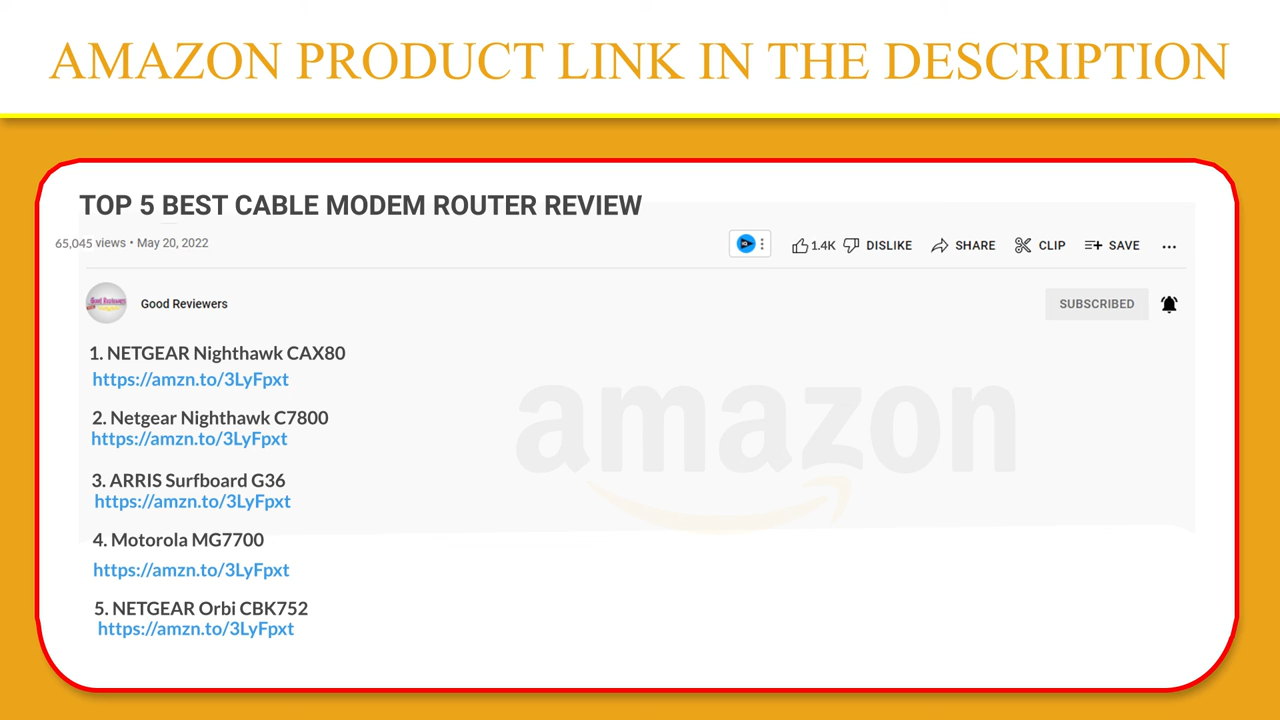 AMAZON PRODUCT LINK IN THE DESCRIPTION
TOP 5 BEST CABLE MODEM ROUTER REVIEW
65,045 views • May 20, 2022
1.4K DISLIKE SHARE CLIP SAVE ...
Good Reviewers
SUBSCRIBED
1. NETGEAR Nighthawk CAX80
https://amzn.to/3LyFpxt
2. Netgear Nighthawk C7800
https://amzn.to/3LyFpxt
amazon
3. ARRIS Surfboard G36
https://amzn.to/3LyFpxt
4. Motorola MG7700
https://amzn.to/3LyFpxt
5. NETGEAR Orbi CBK752
https://amzn.to/3LyFpxt